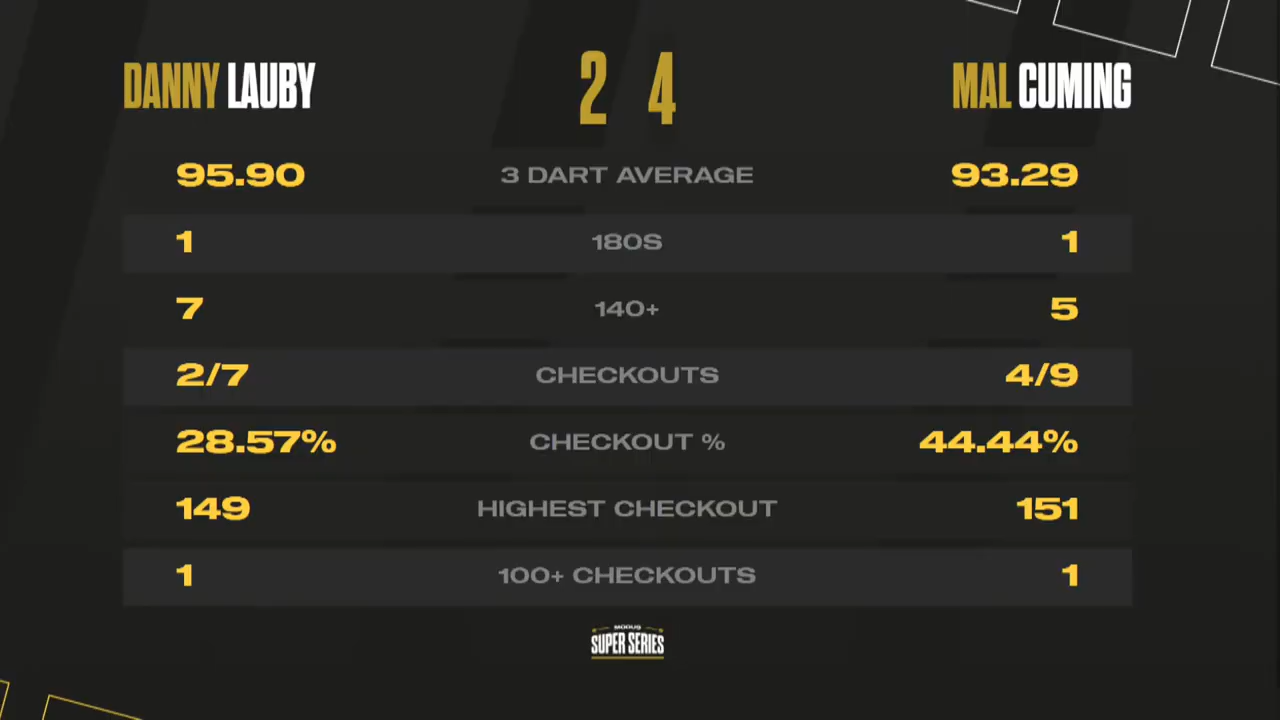 DANNY LAUBY 2 4 MAL CUMING
95.90 3 DART AVERAGE 93.29
1 180S 1
7 140+ 5
2/7 CHECKOUTS 4/9
28.57% CHECKOUT % 44.44%
149 HIGHEST CHECKOUT 151
1 100+ CHECKOUTS 1
MODUS
SUPER SERIES